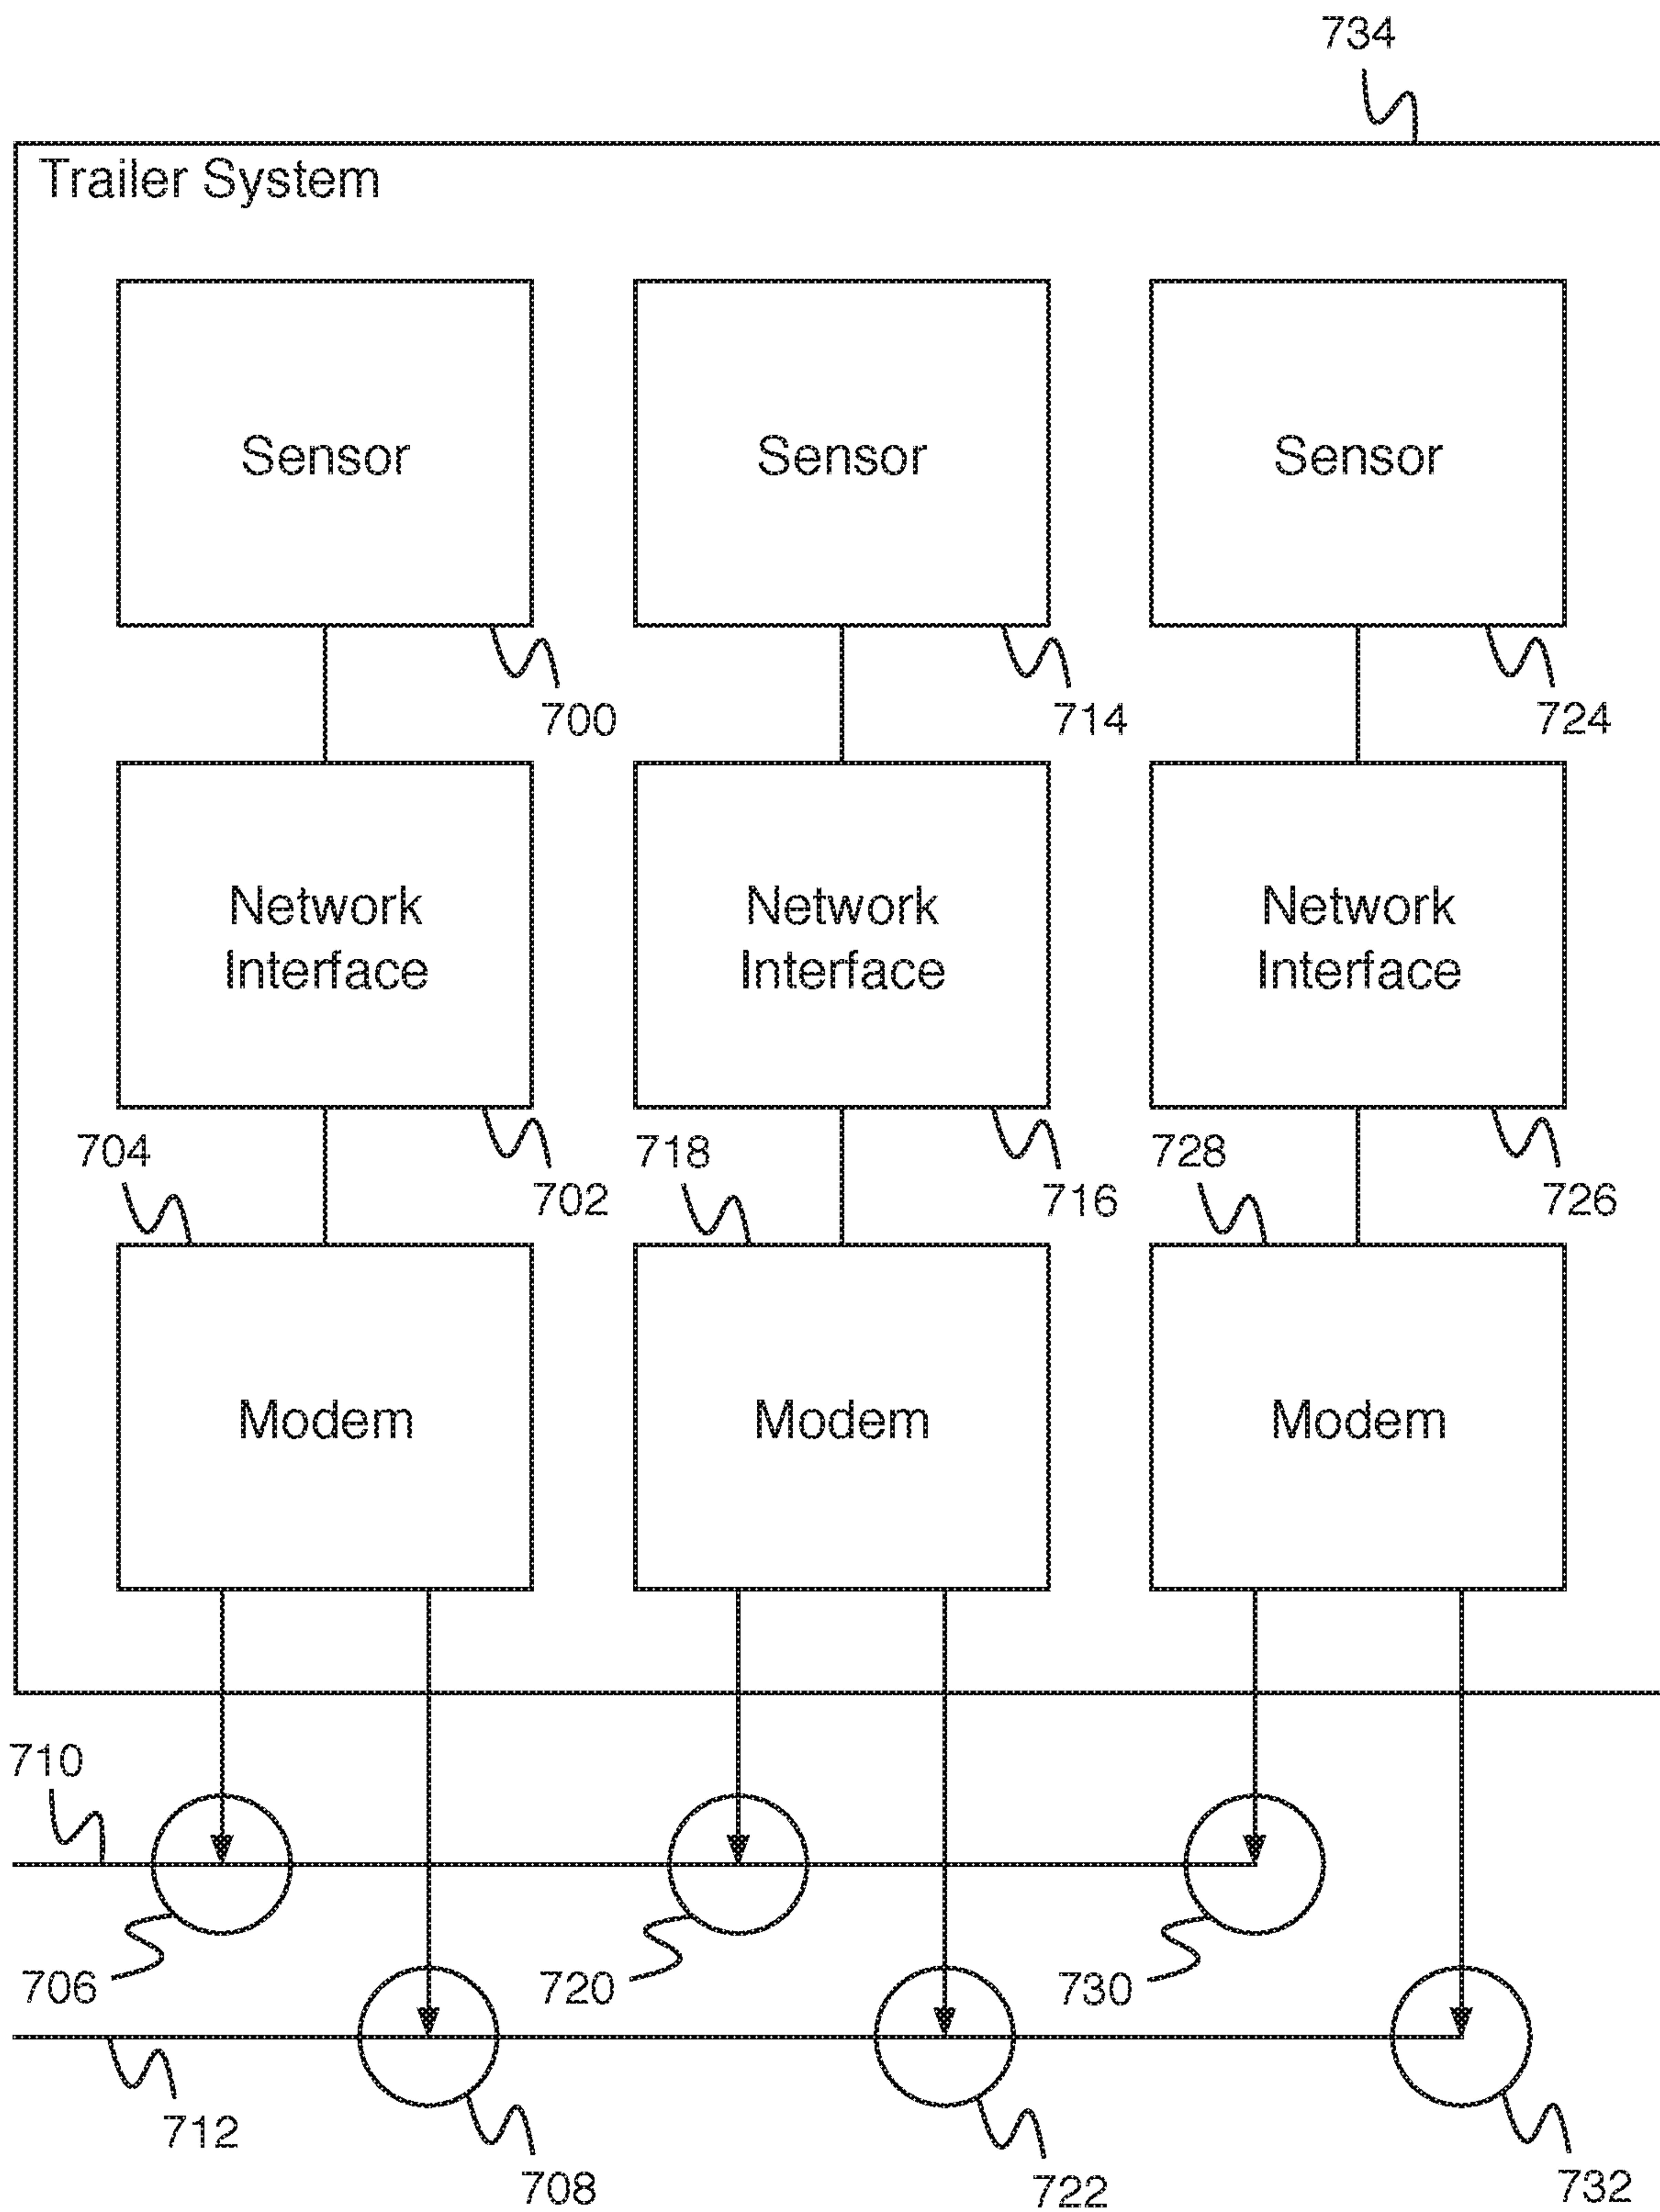 734
Trailer System
Sensor Sensor Sensor
700 714 724
Network Network Network
Interface Interface Interface
704 718 728
702 716 726
Modem Modem Modem
710
706 720 730
712
708 722 732